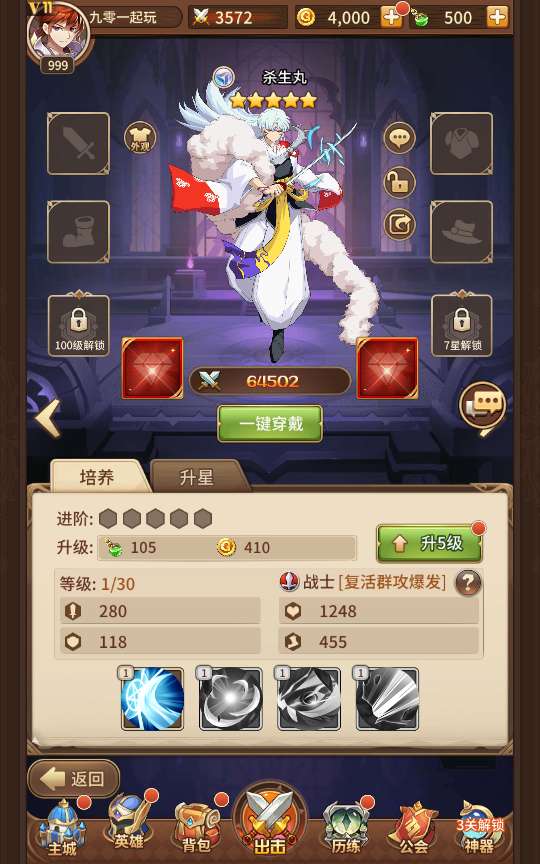 V11
九零一起玩
3572
4,000
500
999
杀生丸
外观
100级解锁
7星解锁
64502
一键穿戴
培养
升星
进阶:
升级: 105 410
升5级
等级: 1/30
战士 [复活群攻爆发]
?
280
1248
118
455
1
1
1
1
返回
主城
英雄
背包
出击
历练
公会
3关解锁
神器